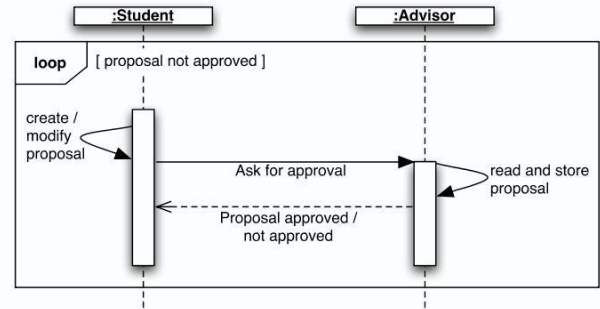 :Student
:Advisor
loop
[ proposal not approved ]
create /
modify
proposal
Ask for approval
read and store
proposal
Proposal approved /
not approved